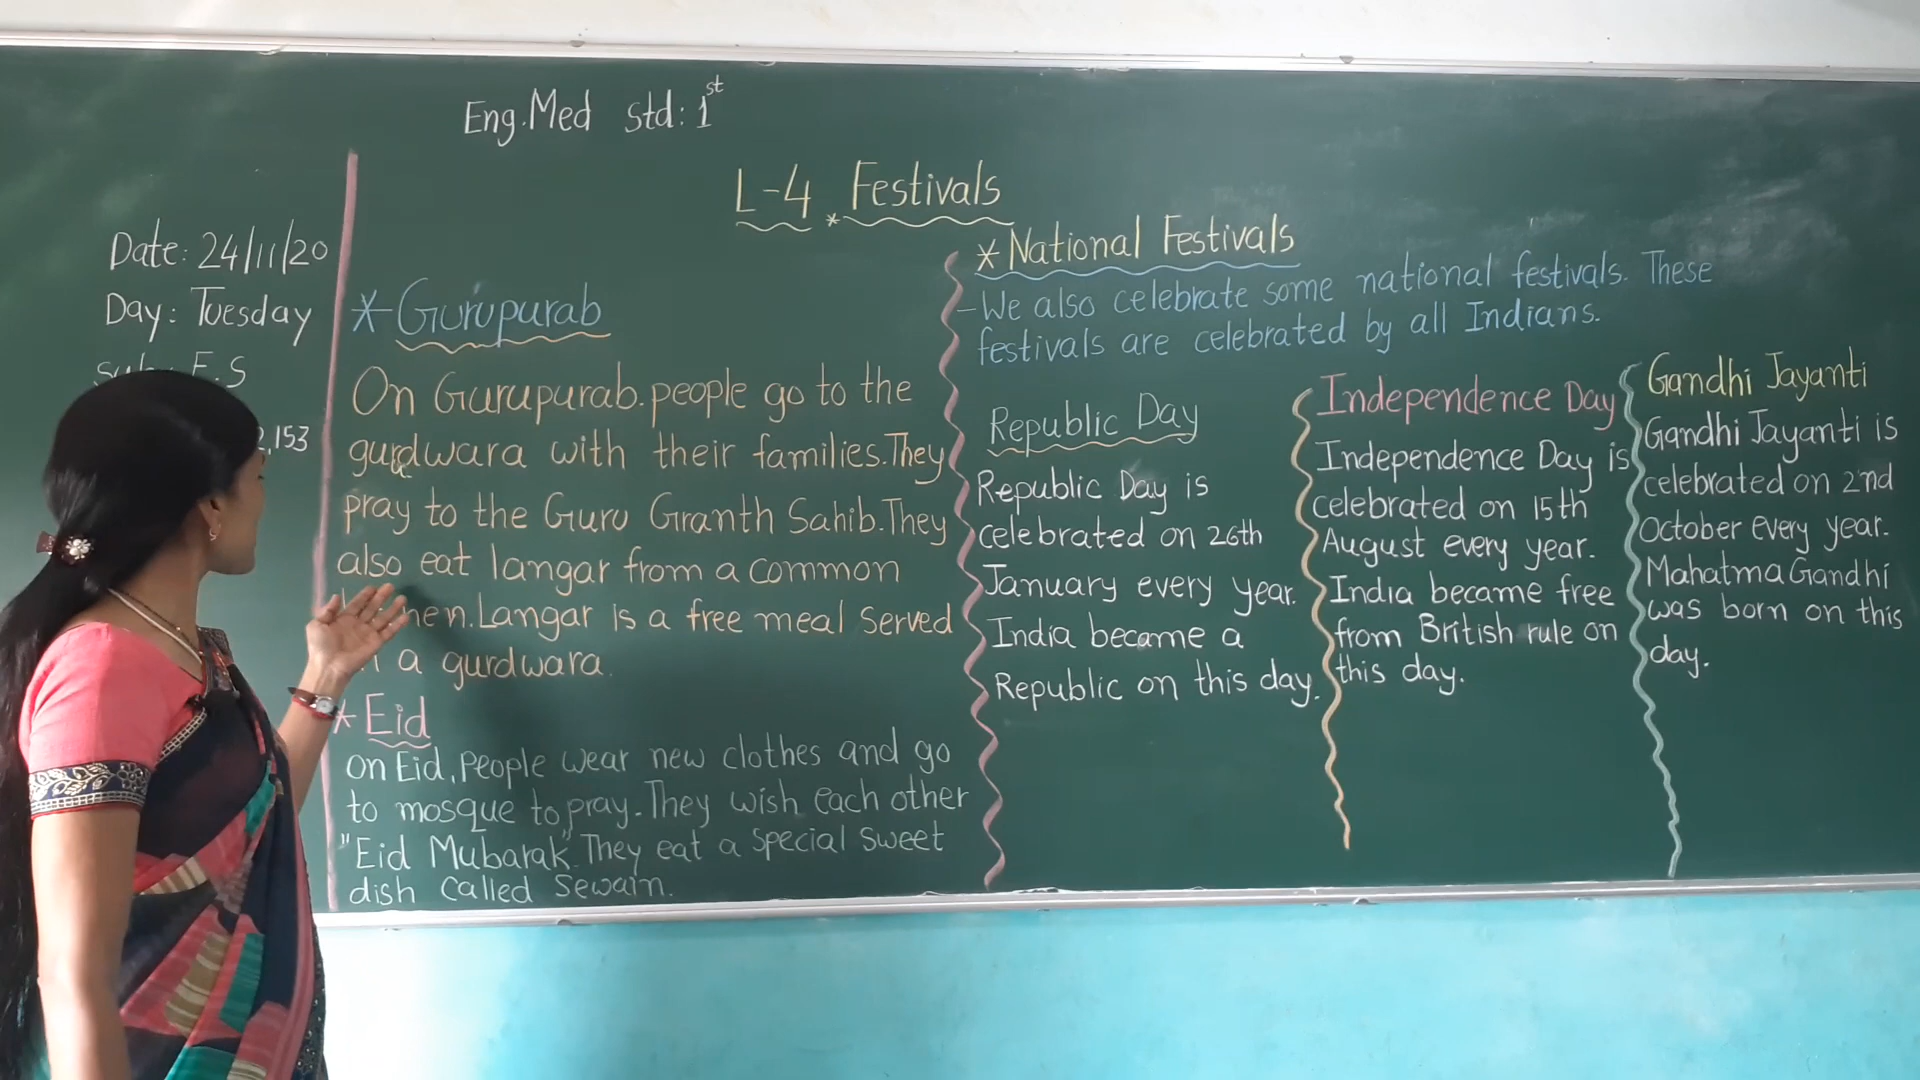 Eng.Med Std: 1st
L-4 Festivals
Date: 24/11/20
Day: Tuesday
Sub: E.S
,153
* Gurupurab
On Gurupurab.people go to the
gurdwara with their families.They
pray to the Guru Granth Sahib.They
also eat langar from a common
Langar is a free meal served
a gurdwara.
* Eid
on Eid, People wear new clothes and go
to mosque to pray. They wish each other
"Eid Mubarak" They eat a special sweet
dish called Sewain.
* National Festivals
- We also celebrate some national festivals. These
festivals are celebrated by all Indians.
Republic Day
Republic Day is
celebrated on 26th
January every year.
India became a
Republic on this day.
Independence Day
Independence Day is
celebrated on 15th
August every year.
India became free
from British rule on
this day.
Gandhi Jayanti
Gandhi Jayanti is
celebrated on 2nd
October every year.
Mahatma Gandhi
was born on this
day.